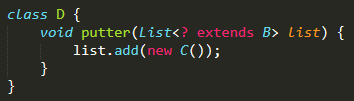 class D {
    void putter(List<? extends B> list) {
        list.add(new C());
    }
}